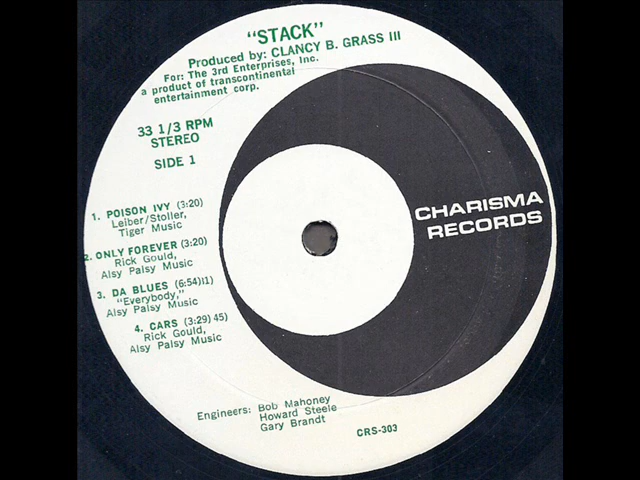 "STACK"
Produced by: CLANCY B. GRASS III
For: The 3rd Enterprises, Inc.
a product of transcontinental
entertainment corp.
33 1/3 RPM
STEREO
SIDE 1
1. POISON IVY (3:20)
Leiber/Stoller,
Tiger Music
2. ONLY FOREVER (3:20)
Rick Gould,
Alsy Palsy Music
3. DA BLUES (6:54)!1)
"Everybody,"
Alsy Palsy Music
4. CARS (3:29) 45)
Rick Gould,
Alsy Palsy Music
CHARISMA
RECORDS
Engineers: Bob Mahoney
Howard Steele
Gary Brandt
CRS-303